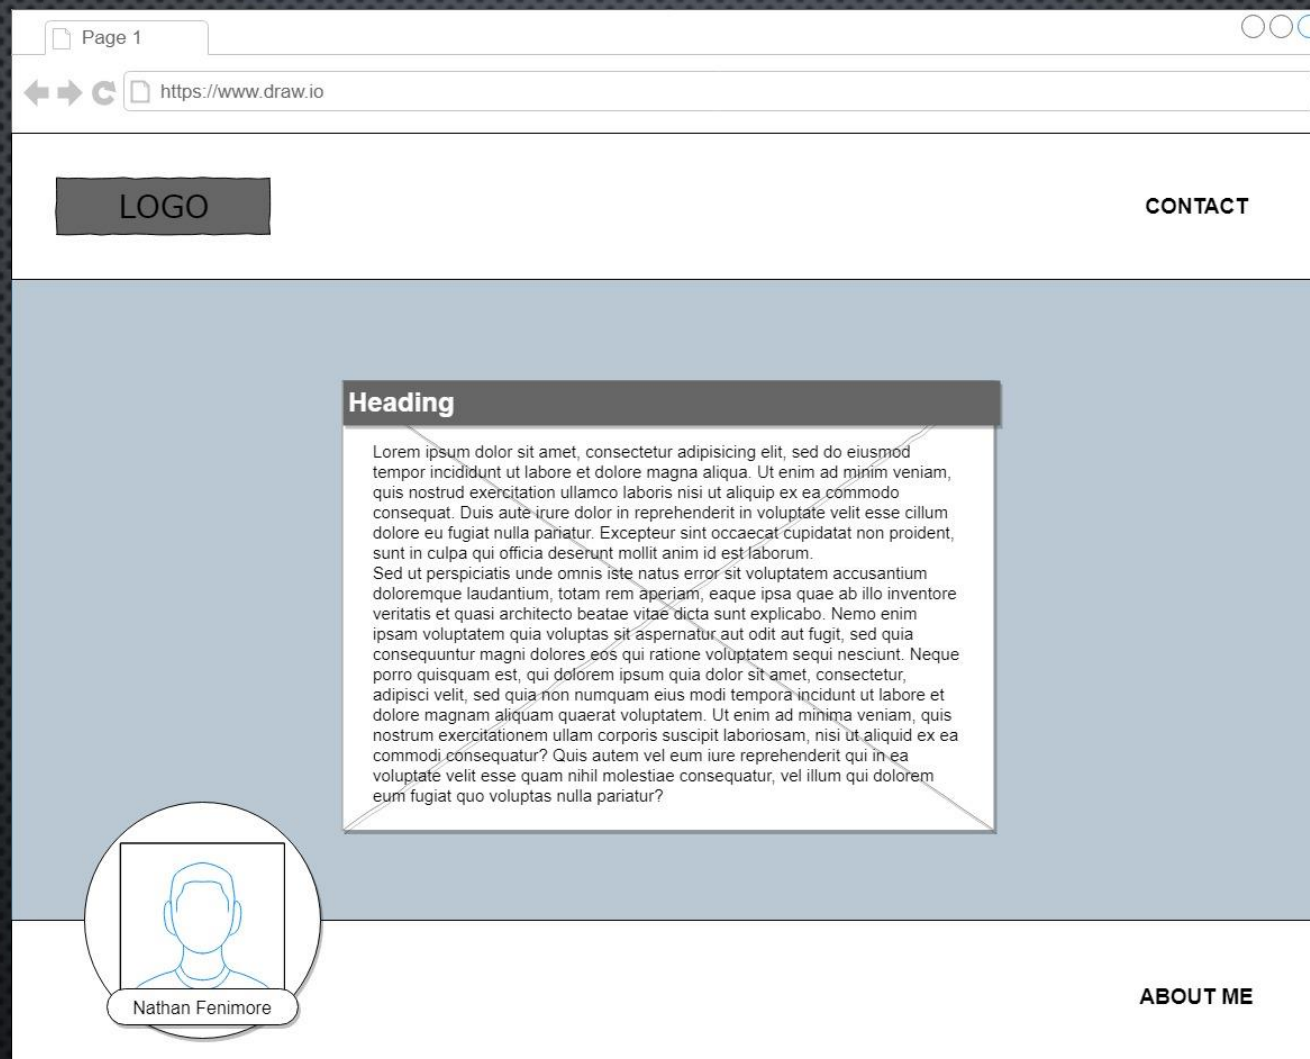 Page 1
https://www.draw.io
LOGO
CONTACT
Heading
Lorem ipsum dolor sit amet, consectetur adipisicing elit, sed do eiusmod
tempor incididunt ut labore et dolore magna aliqua. Ut enim ad minim veniam,
quis nostrud exercitation ullamco laboris nisi ut aliquip ex ea commodo
consequat. Duis aute irure dolor in reprehenderit in voluptate velit esse cillum
dolore eu fugiat nulla pariatur. Excepteur sint occaecat cupidatat non proident,
sunt in culpa qui officia deserunt mollit anim id est laborum.
Sed ut perspiciatis unde omnis iste natus error sit voluptatem accusantium
doloremque laudantium, totam rem aperiam, eaque ipsa quae ab illo inventore
veritatis et quasi architecto beatae vitae dicta sunt explicabo. Nemo enim
ipsam voluptatem quia voluptas sit aspernatur aut odit aut fugit, sed quia
consequuntur magni dolores eos qui ratione voluptatem sequi nesciunt. Neque
porro quisquam est, qui dolorem ipsum quia dolor sit amet, consectetur,
adipisci velit, sed quia non numquam eius modi tempora incidunt ut labore et
dolore magnam aliquam quaerat voluptatem. Ut enim ad minima veniam, quis
nostrum exercitationem ullam corporis suscipit laboriosam, nisi ut aliquid ex ea
commodi consequatur? Quis autem vel eum iure reprehenderit qui in ea
voluptate velit esse quam nihil molestiae consequatur, vel illum qui dolorem
eum fugiat quo voluptas nulla pariatur?
Nathan Fenimore
ABOUT ME